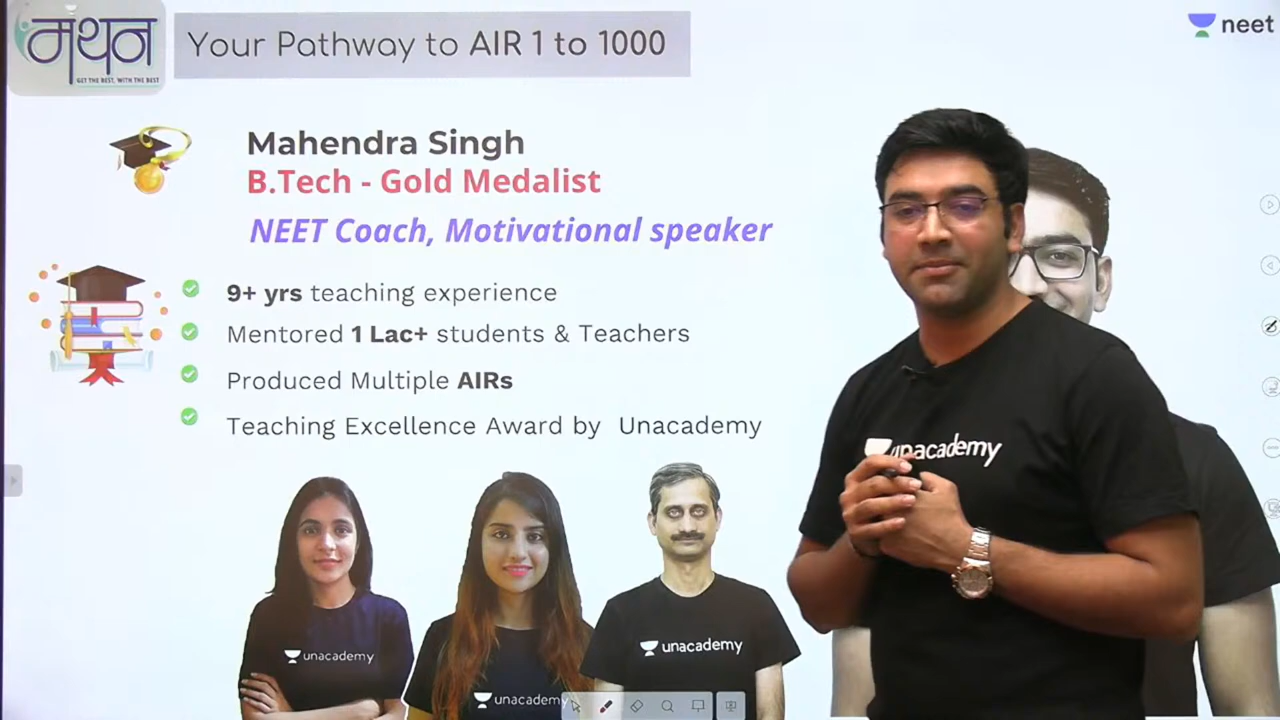 मंथन
GET THE BEST, WITH THE BEST
Your Pathway to AIR 1 to 1000
neet
Mahendra Singh
B.Tech - Gold Medalist
NEET Coach, Motivational speaker
9+ yrs teaching experience
Mentored 1 Lac+ students & Teachers
Produced Multiple AIRs
Teaching Excellence Award by Unacademy
unacademy
unacademy
unacademy
unacademy